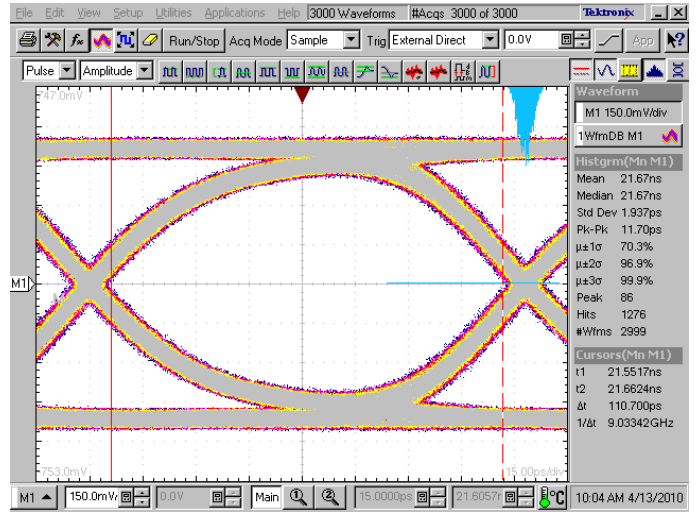 File Edit View Setup Utilities Applications Help 3000 Waveforms #Acqs 3000 of 3000 Tektronix
Run/Stop Acq Mode Sample Trig External Direct 0.0V App
Pulse Amplitude
747.0mV
M1
-753.0mV
15.00ps/div
Waveform
M1 150.0mV/div
1WfmDB M1
Histgrm(Mn M1)
Mean 21.67ns
Median 21.67ns
Std Dev 1.937ps
Pk-Pk 11.70ps
µ±1σ 70.3%
µ±2σ 96.9%
µ±3σ 99.9%
Peak 86
Hits 1276
#Wfms 2999
Cursors(Mn M1)
t1 21.5517ns
t2 21.6624ns
Δt 110.700ps
1/Δt 9.03342GHz
M1 150.0mV/ 0.0V Main 1 2 15.0000ps 21.6057r °C 10:04 AM 4/13/2010